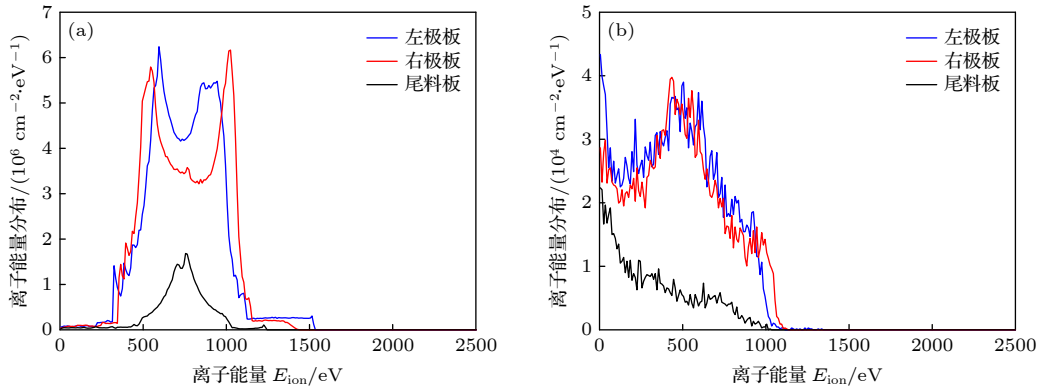 (a)
左极板
右极板
尾料板
离子能量分布/(10⁶ cm⁻²·eV⁻¹)
7
6
5
4
3
2
1
0
0 500 1000 1500 2000 2500
离子能量 E_ion/eV
(b)
左极板
右极板
尾料板
离子能量分布/(10⁴ cm⁻²·eV⁻¹)
5
4
3
2
1
0
0 500 1000 1500 2000 2500
离子能量 E_ion/eV